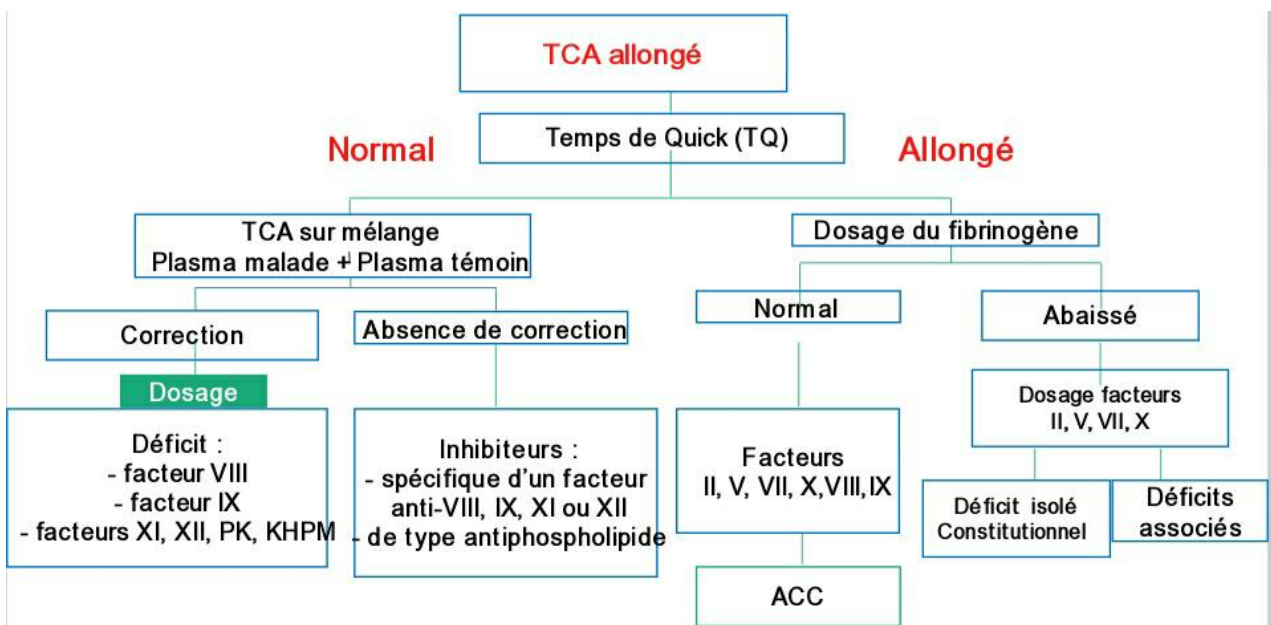 TCA allongé
Temps de Quick (TQ)
Normal
Allongé
TCA sur mélange
Plasma malade + Plasma témoin
Dosage du fibrinogène
Correction
Absence de correction
Normal
Abaissé
Dosage
Déficit :
- facteur VIII
- facteur IX
- facteurs XI, XII, PK, KHPM
Inhibiteurs :
- spécifique d'un facteur
anti-VIII, IX, XI ou XII
- de type antiphospholipide
Facteurs
II, V, VII, X,VIII,IX
ACC
Dosage facteurs
II, V, VII, X
Déficit isolé
Constitutionnel
Déficits
associés